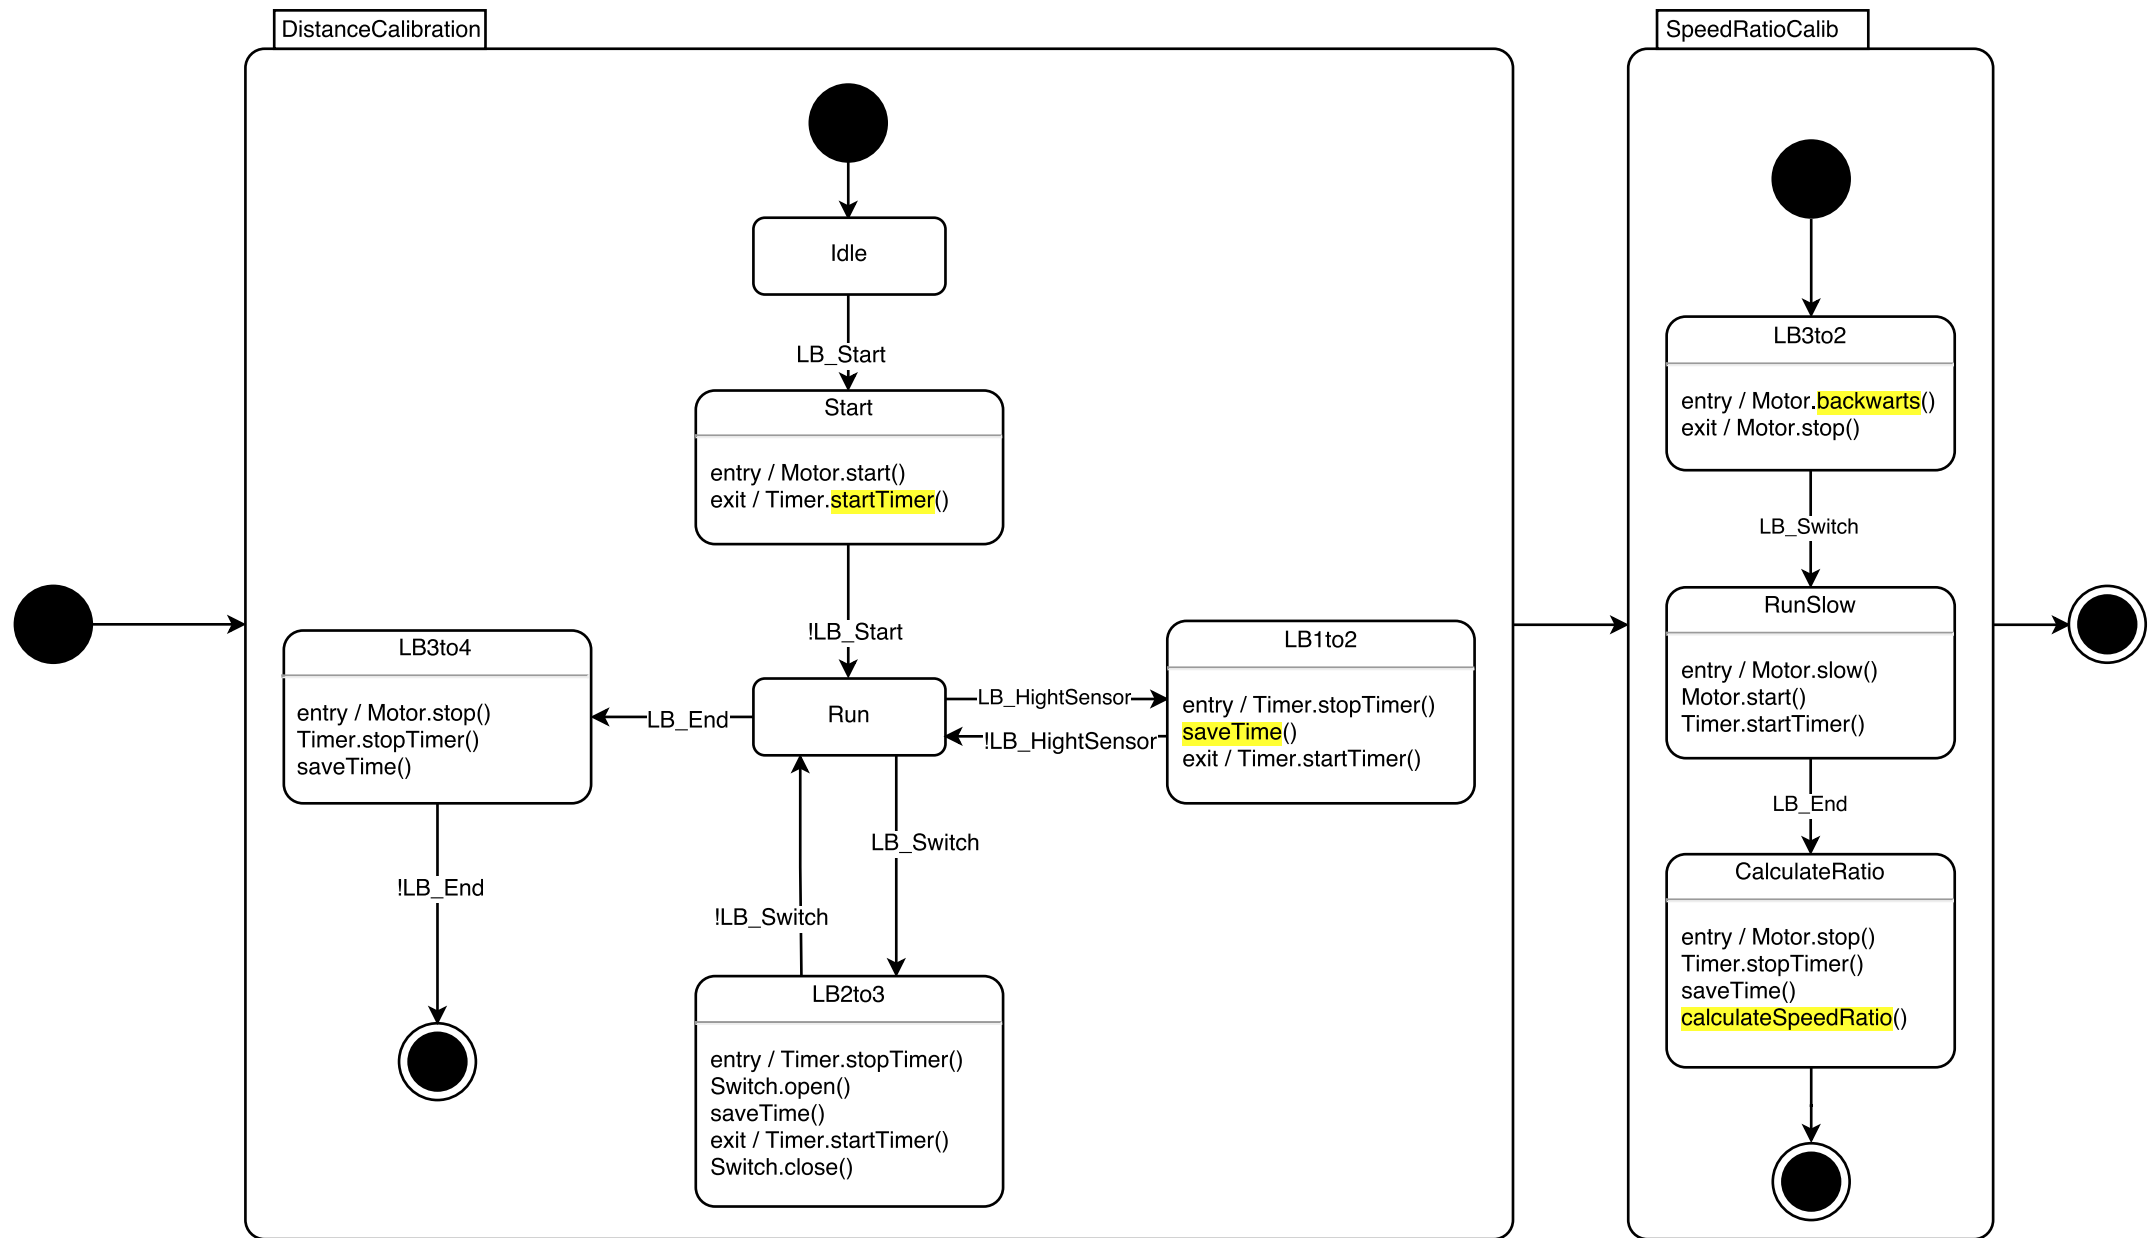 DistanceCalibration
Idle
LB_Start
Start
entry / Motor.start()
exit / Timer.startTimer()
!LB_Start
Run
LB_HightSensor
!LB_HightSensor
LB1to2
entry / Timer.stopTimer()
saveTime()
exit / Timer.startTimer()
LB_End
LB3to4
entry / Motor.stop()
Timer.stopTimer()
saveTime()
!LB_End
LB_Switch
!LB_Switch
LB2to3
entry / Timer.stopTimer()
Switch.open()
saveTime()
exit / Timer.startTimer()
Switch.close()
SpeedRatioCalib
LB3to2
entry / Motor.backwarts()
exit / Motor.stop()
LB_Switch
RunSlow
entry / Motor.slow()
Motor.start()
Timer.startTimer()
LB_End
CalculateRatio
entry / Motor.stop()
Timer.stopTimer()
saveTime()
calculateSpeedRatio()